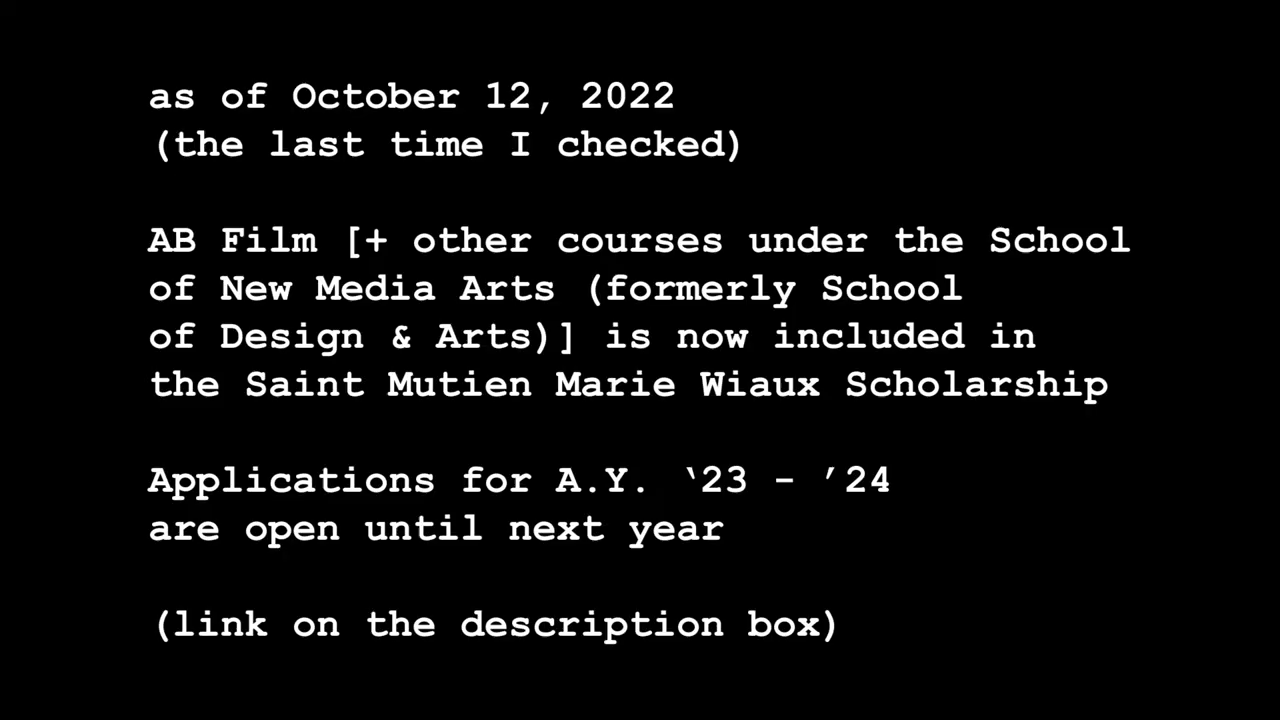 as of October 12, 2022
(the last time I checked)
AB Film [+ other courses under the School
of New Media Arts (formerly School
of Design & Arts)] is now included in
the Saint Mutien Marie Wiaux Scholarship
Applications for A.Y. ‘23 - ’24
are open until next year
(link on the description box)